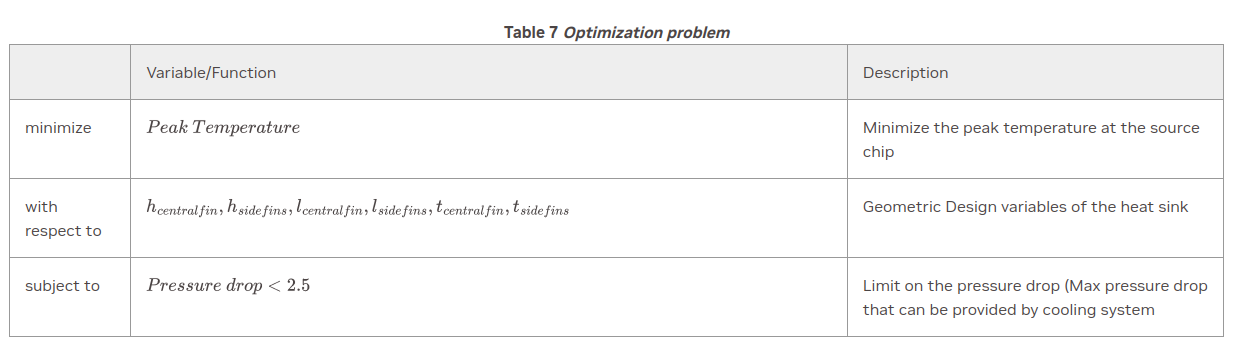 Table 7 Optimization problem
Variable/Function
Description
minimize
Peak Temperature
Minimize the peak temperature at the source
chip
with
respect to
h_{centralfin}, h_{sidefins}, l_{centralfin}, l_{sidefins}, t_{centralfin}, t_{sidefins}
Geometric Design variables of the heat sink
subject to
Pressure drop < 2.5
Limit on the pressure drop (Max pressure drop
that can be provided by cooling system